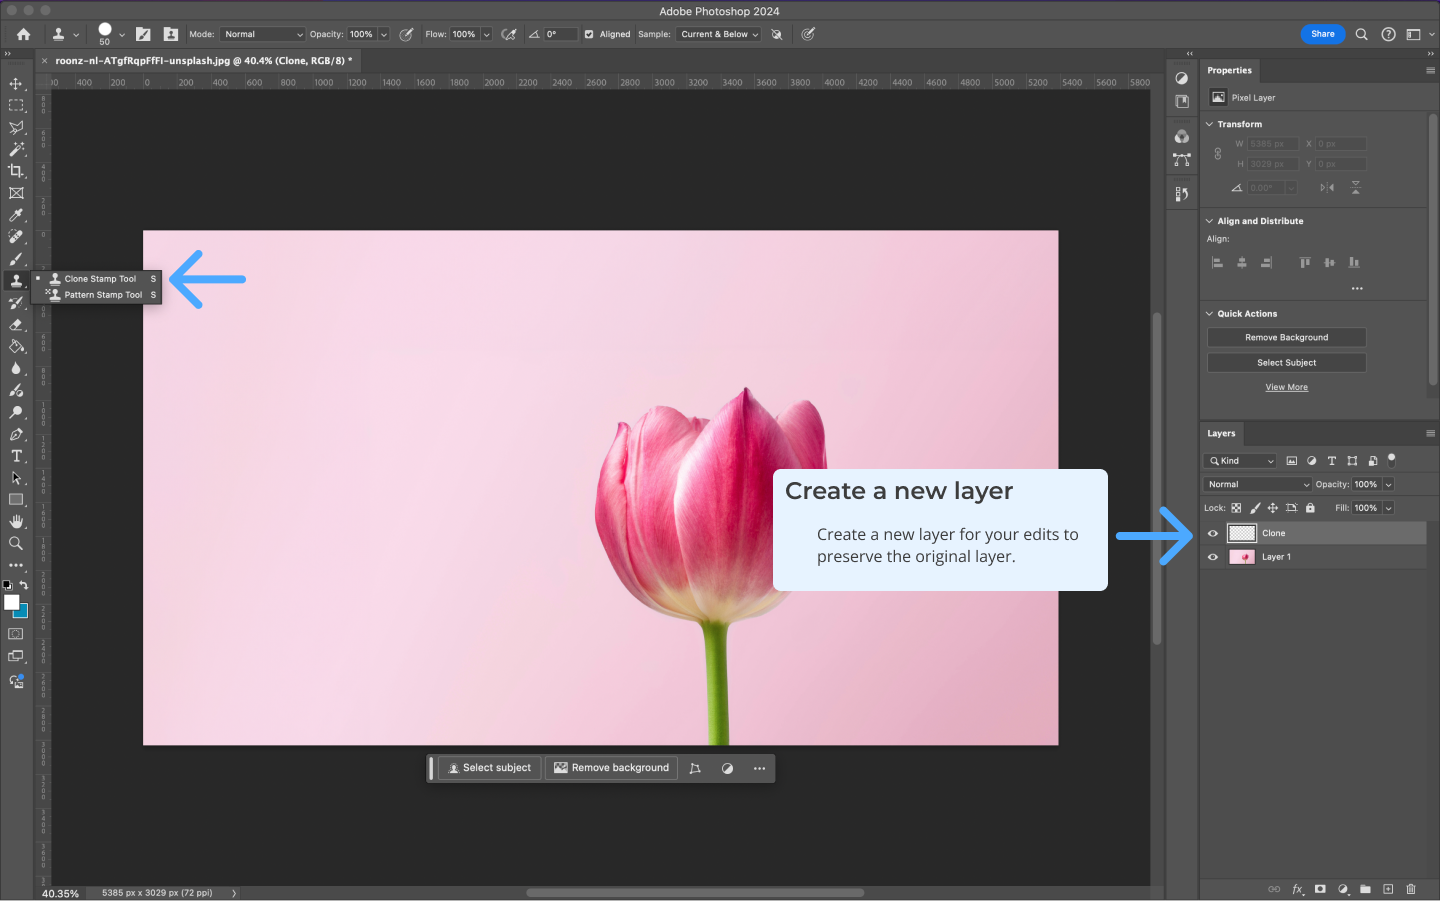 Adobe Photoshop 2024
50
Mode: Normal Opacity: 100% Flow: 100% 0° Aligned Sample: Current & Below Share
roonz-nl-ATgfRqpFfFI-unsplash.jpg @ 40.4% (Clone, RGB/8) *
400 200 0 200 400 600 800 1000 1200 1400 1600 1800 2000 2200 2400 2600 2800 3000 3200 3400 3600 3800 4000 4200 4400 4600 4800 5000 5200 5400 5600 5800
Properties
Pixel Layer
Transform
W 5385 px X 0 px
H 3029 px Y 0 px
0.00°
Align and Distribute
Align:
Clone Stamp Tool S
Pattern Stamp Tool S
Quick Actions
Remove Background
Select Subject
View More
Layers
Kind
Normal Opacity: 100%
Lock: Fill: 100%
Clone
Layer 1
Create a new layer
Create a new layer for your edits to
preserve the original layer.
Select subject Remove background
40.35% 5385 px x 3029 px (72 ppi)